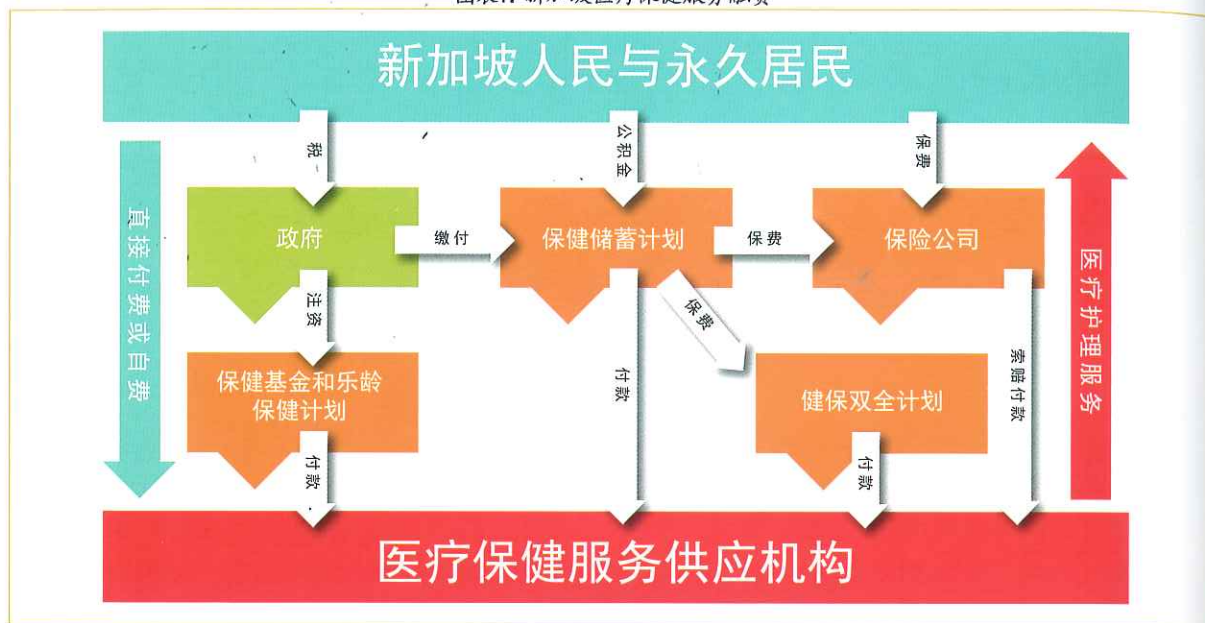 新加坡人民与永久居民
税
公积金
保费
直接付费或自费
政府
缴付
保健储蓄计划
保费
保险公司
医疗护理服务
注资
保费
保健基金和乐龄
保健计划
付款
健保双全计划
索赔付款
付款
付款
医疗保健服务供应机构